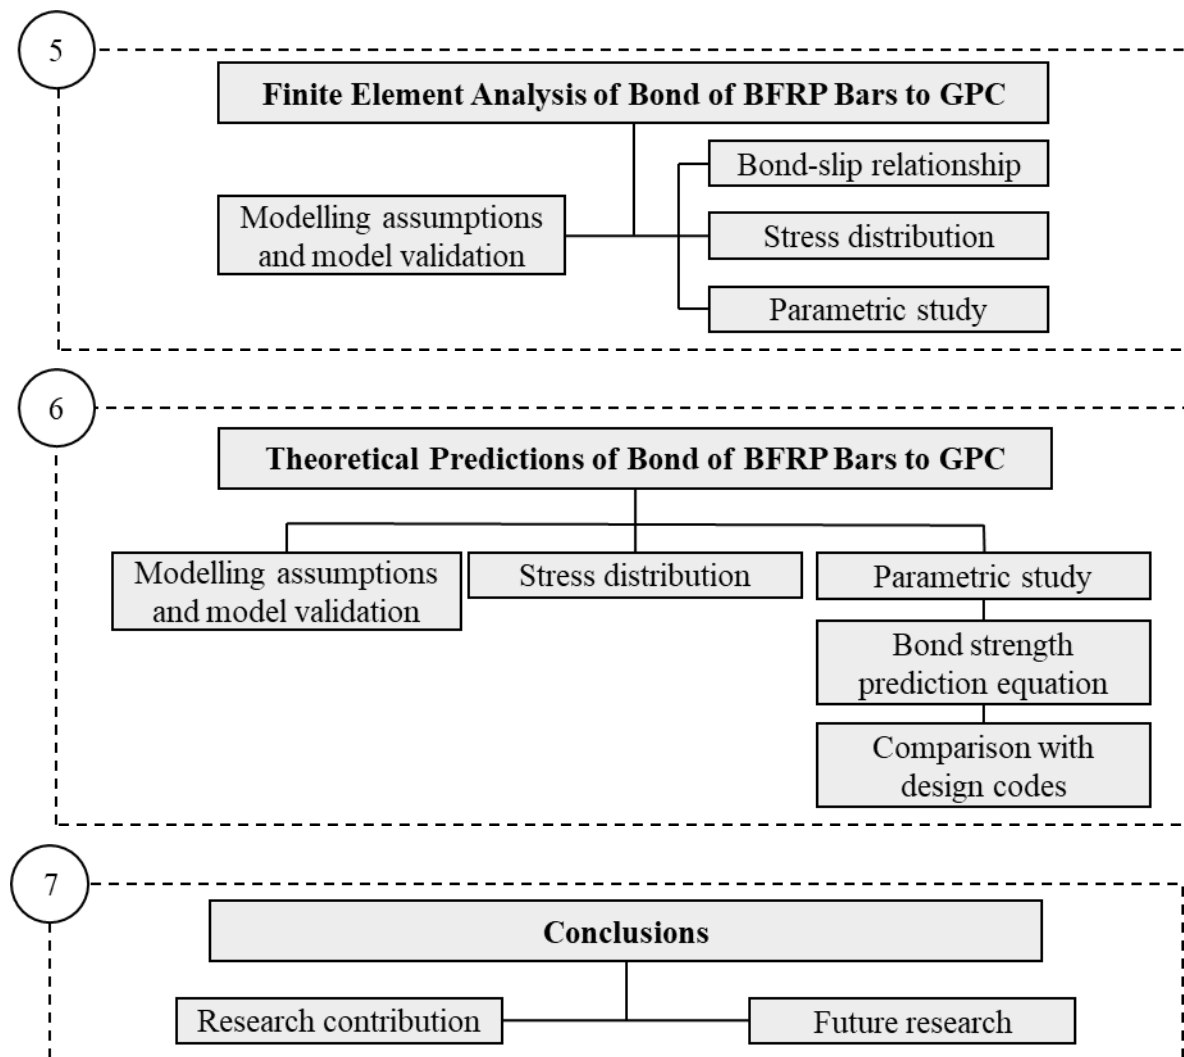 5
Finite Element Analysis of Bond of BFRP Bars to GPC
Bond-slip relationship
Modelling assumptions
and model validation
Stress distribution
Parametric study
6
Theoretical Predictions of Bond of BFRP Bars to GPC
Modelling assumptions
and model validation
Stress distribution
Parametric study
Bond strength
prediction equation
Comparison with
design codes
7
Conclusions
Research contribution
Future research